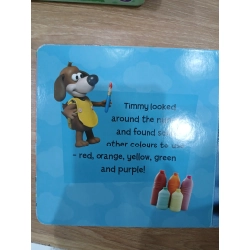 Timmy looked
around the
and found
other colours to
- red, orange, yellow, green
and purple!